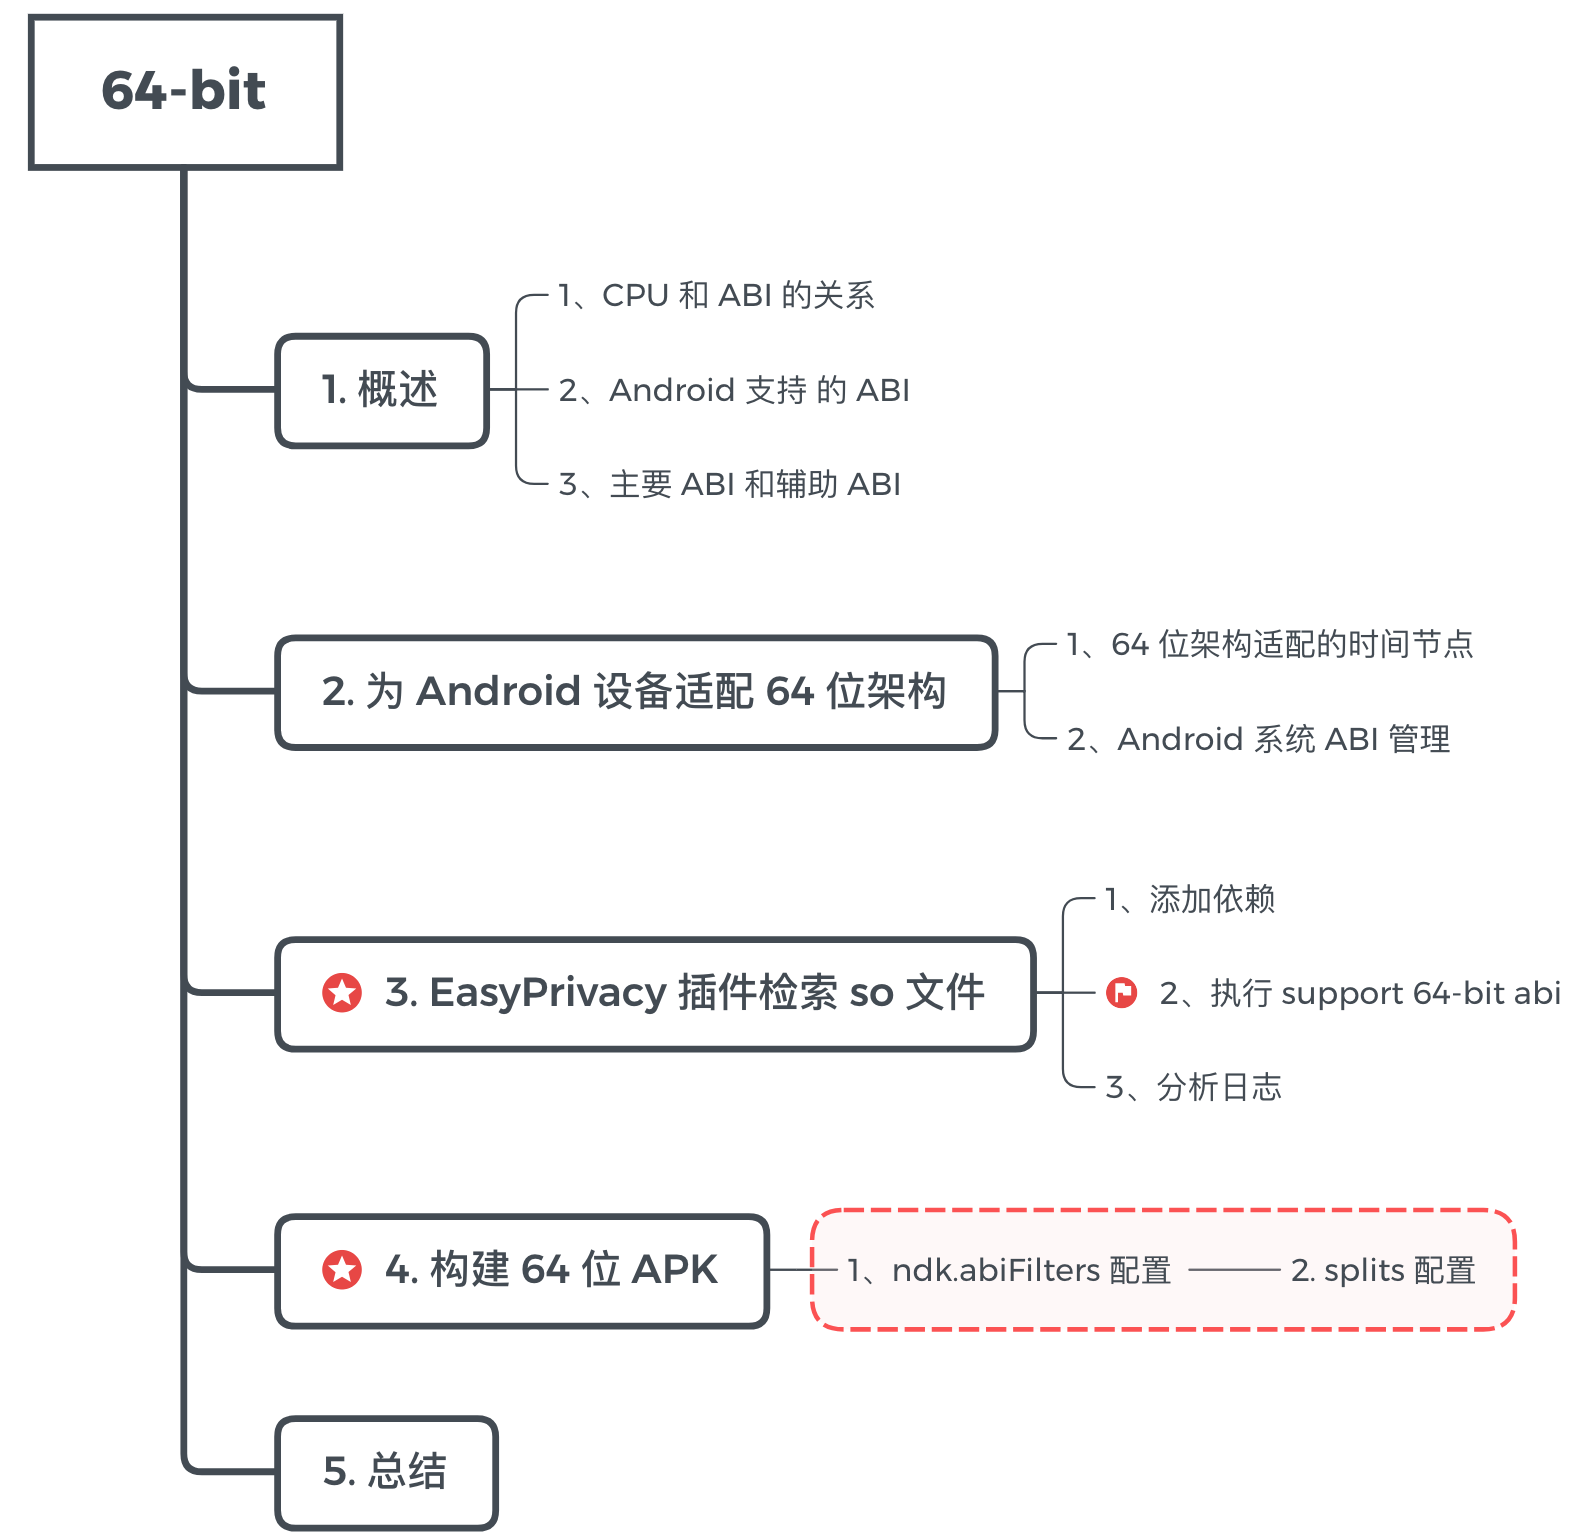 64-bit
1. 概述
1、CPU 和 ABI 的关系
2、Android 支持 的 ABI
3、主要 ABI 和辅助 ABI
2. 为 Android 设备适配 64 位架构
1、64 位架构适配的时间节点
2、Android 系统 ABI 管理
3. EasyPrivacy 插件检索 so 文件
1、添加依赖
2、执行 support 64-bit abi
3、分析日志
4. 构建 64 位 APK
1、ndk.abiFilters 配置
2. splits 配置
5. 总结